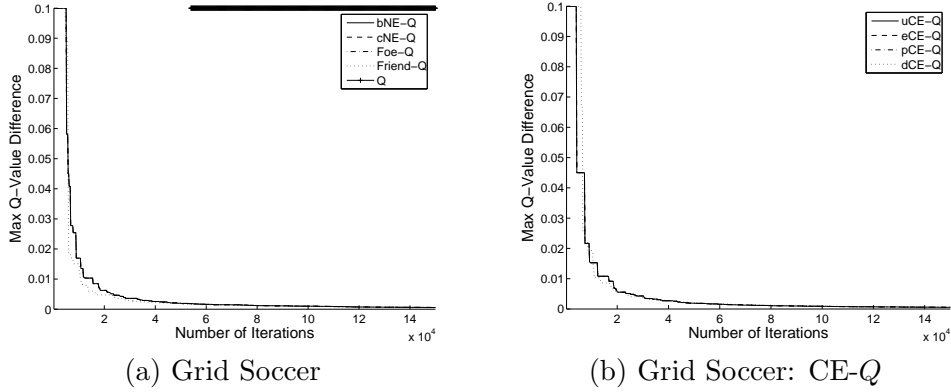 0.1
0.09
0.08
0.07
0.06
0.05
0.04
0.03
0.02
0.01
0
Max Q−Value Difference
2 4 6 8 10 12 14
x 10⁴
Number of Iterations
bNE−Q
cNE−Q
Foe−Q
Friend−Q
Q
(a) Grid Soccer
0.1
0.09
0.08
0.07
0.06
0.05
0.04
0.03
0.02
0.01
0
Max Q−Value Difference
2 4 6 8 10 12 14
x 10⁴
Number of Iterations
uCE−Q
eCE−Q
pCE−Q
dCE−Q
(b) Grid Soccer: CE-Q